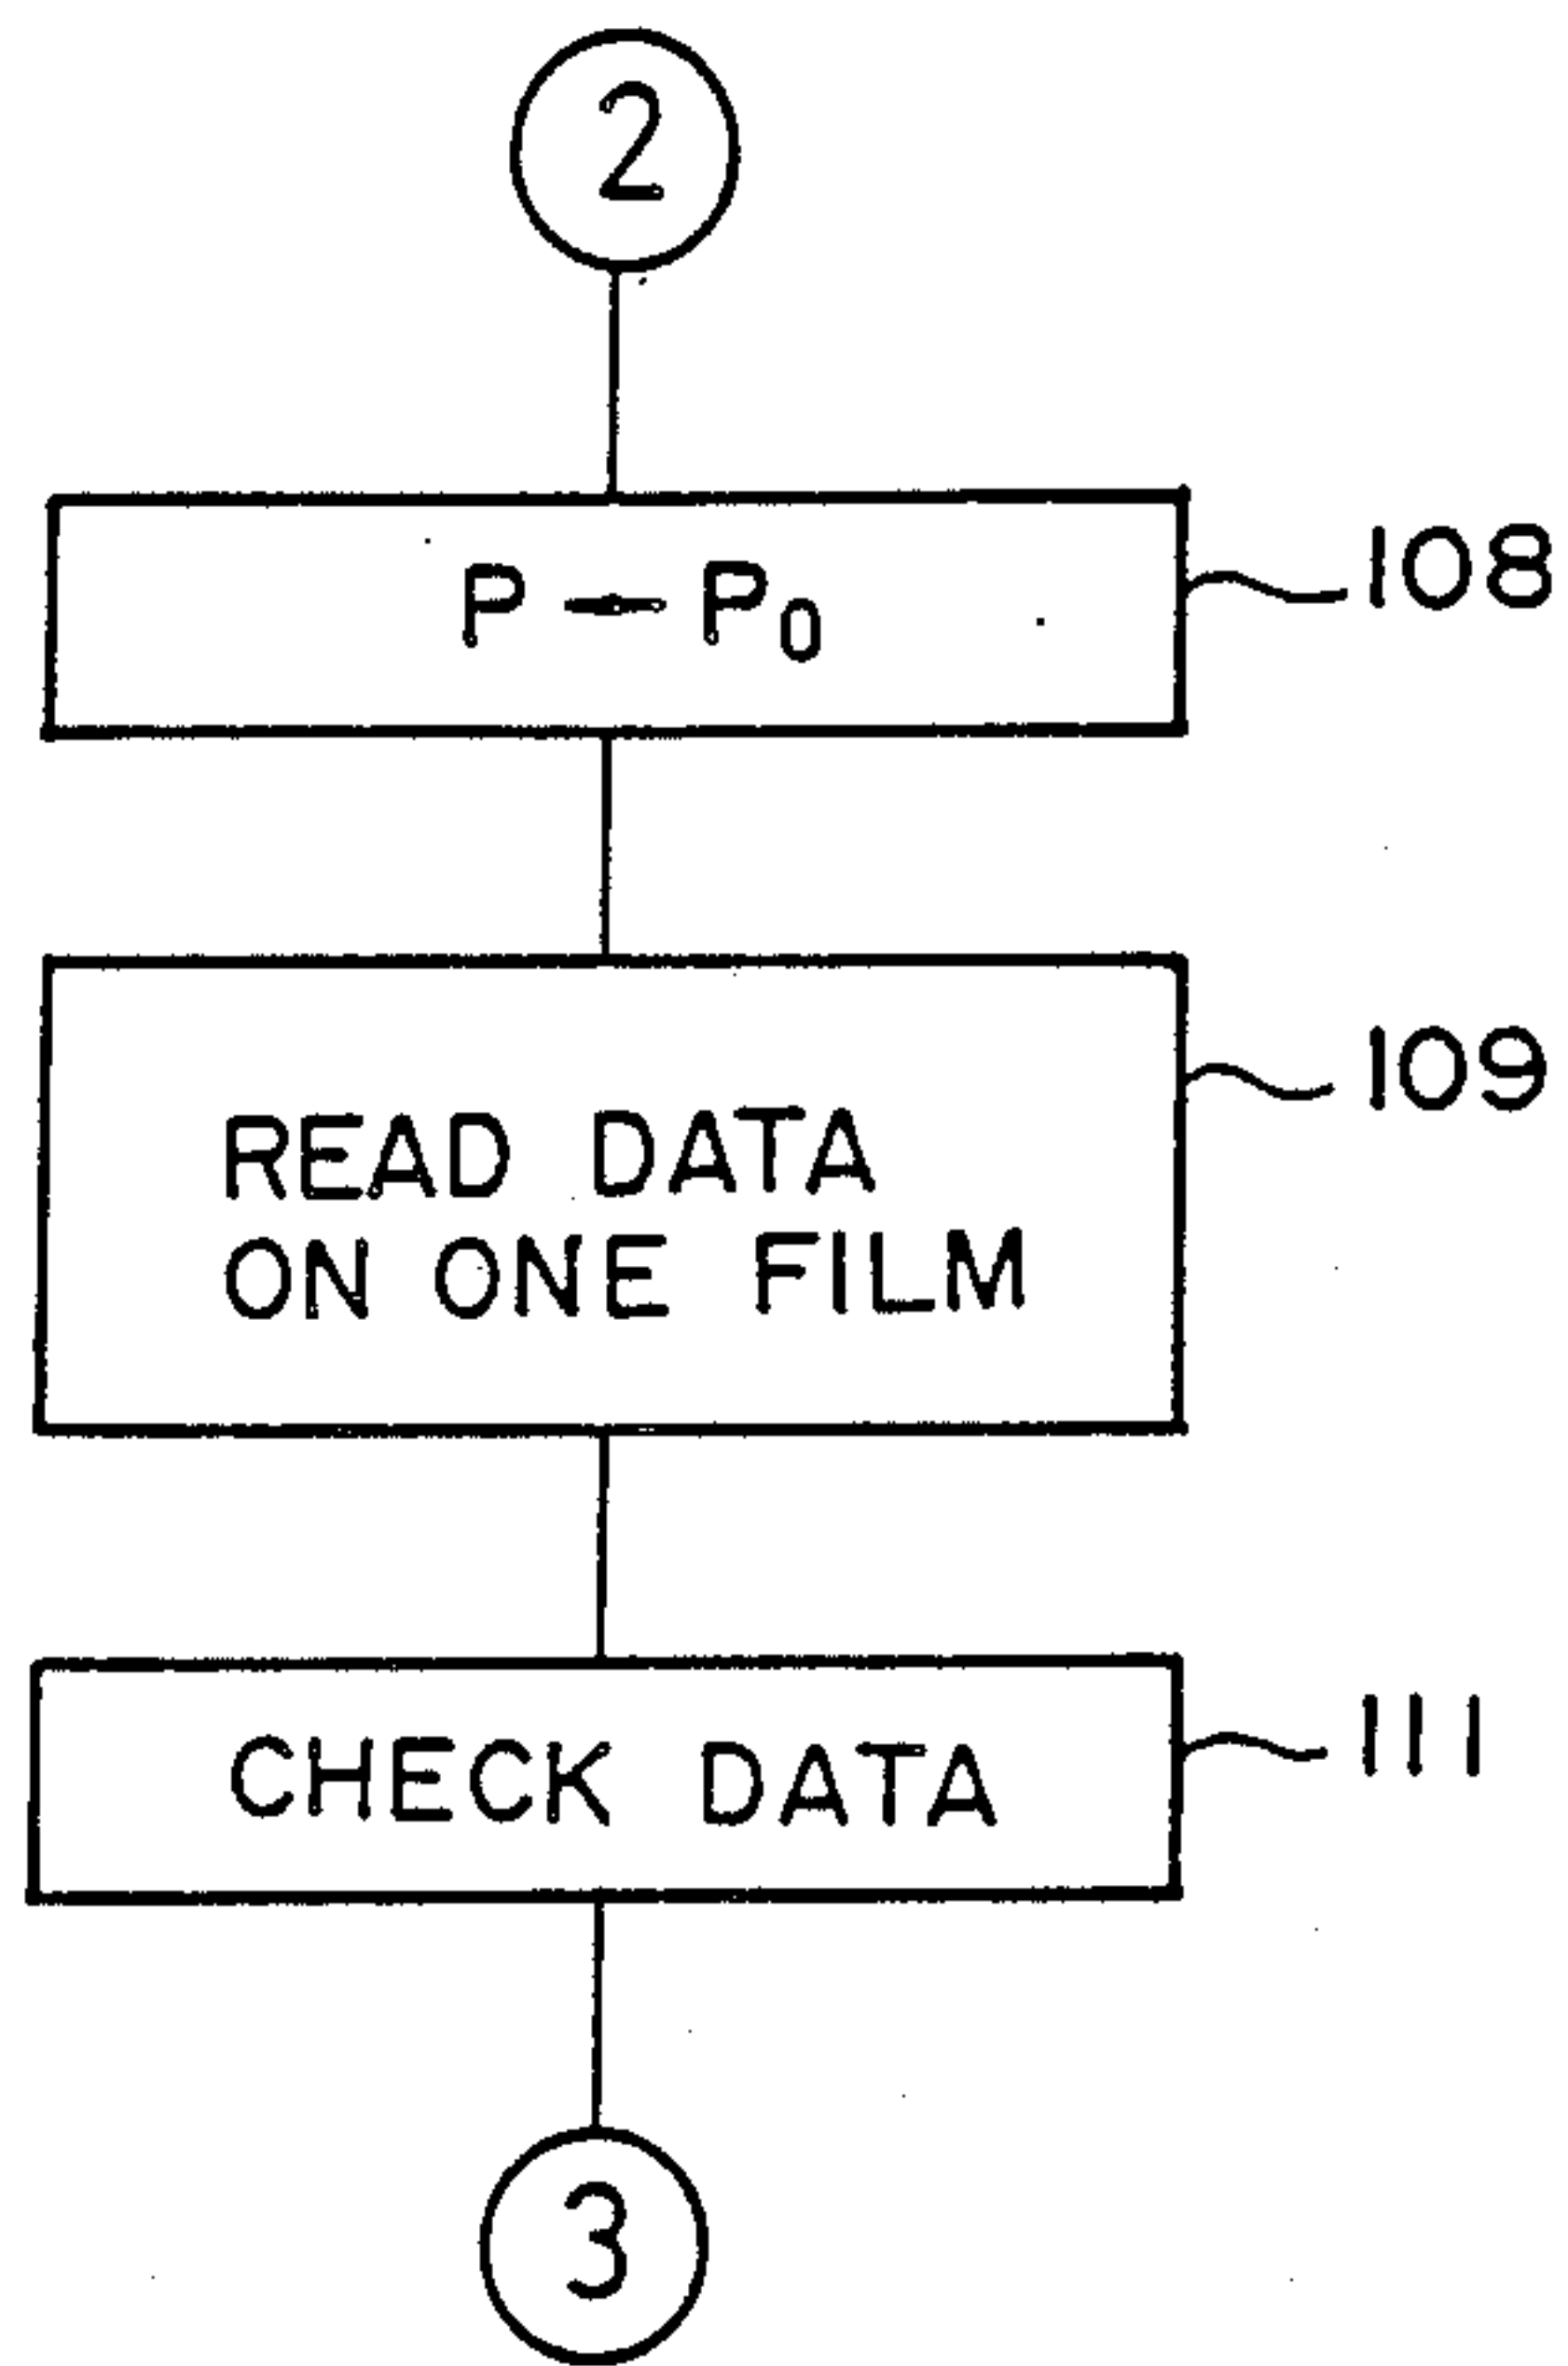 2
P ← P₀
108
109
READ DATA
ON ONE FILM
CHECK DATA
111
3